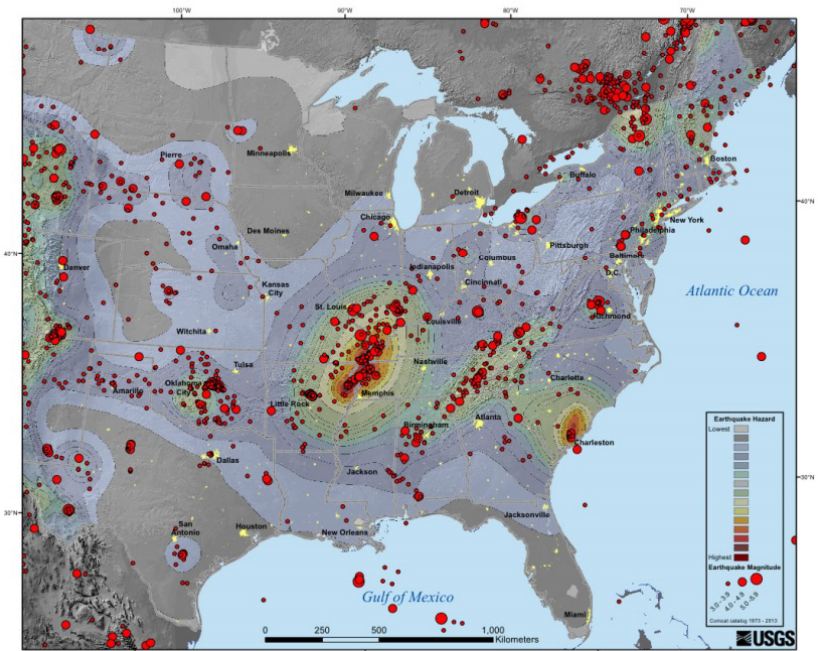 100°W 90°W 80°W 70°W
Pierre
Minneapolis
Boston
Buffalo
Milwaukee
Detroit
40°N
New York
Chicago
Des Moines
Philadelphia
Pittsburgh
Omaha
Baltimore
40°N
Columbus
Indianapolis
D.C.
Denver
Cincinnati
Kansas
City
Atlantic Ocean
St. Louis
Richmond
Louisville
Witchita
Nashville
Tulsa
Charlotta
Oklahoma
City
Amarillo
Memphis
Little Rock
Atlanta
Birmingham
Charleston
Dallas
Jackson
30°N
Jacksonville
30°N
San
Antonio
Houston
New Orleans
Gulf of Mexico
Miami
0 250 500 1,000
Kilometers
Earthquake Hazard
Lowest
Highest
Earthquake Magnitude
3.0 - 3.9
4.0 - 4.9
5.0 - 5.9
Comcat catalog 1973 - 2013
USGS